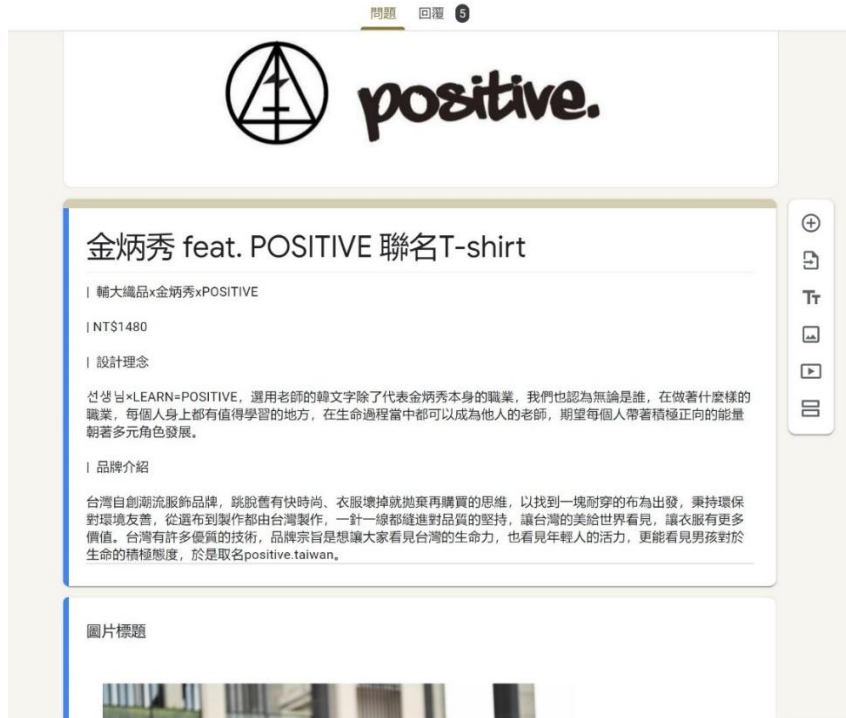 問題 回覆 5
positive.
金炳秀 feat. POSITIVE 聯名T-shirt
| 輔大織品x金炳秀xPOSITIVE
| NT$1480
| 設計理念
선생님×LEARN=POSITIVE，選用老師的韓文字除了代表金炳秀本身的職業，我們也認為無論是誰，在做著什麼樣的
職業，每個人身上都有值得學習的地方，在生命過程當中都可以成為他人的老師，期望每個人帶著積極正向的能量
朝著多元角色發展。
| 品牌介紹
台灣自創潮流服飾品牌，跳脫舊有快時尚、衣服壞掉就拋棄再購買的思維，以找到一塊耐穿的布為出發，秉持環保
對環境友善，從選布到製作都由台灣製作，一針一線都縫進對品質的堅持，讓台灣的美給世界看見，讓衣服有更多
價值。台灣有許多優質的技術，品牌宗旨是想讓大家看見台灣的生命力，也看見年輕人的活力，更能看見男孩對於
生命的積極態度，於是取名positive.taiwan。
Tт
圖片標題